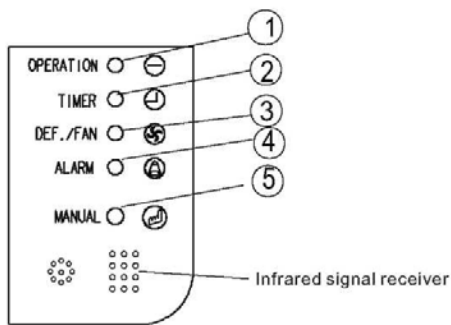 OPERATION ①
TIMER ②
DEF./FAN ③
ALARM ④
MANUAL ⑤
Infrared signal receiver